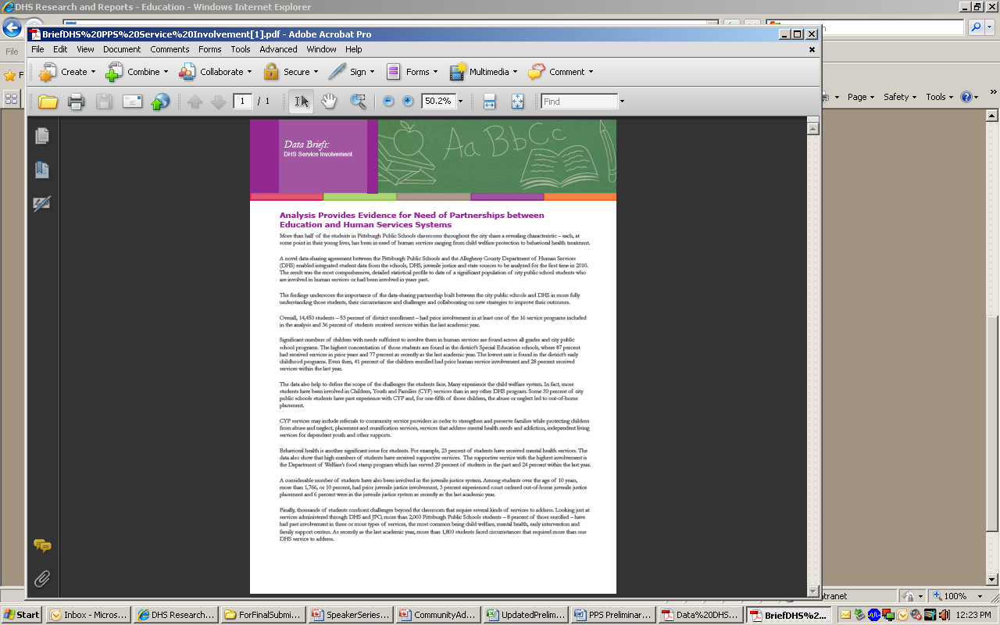 DHS Research and Reports - Education - Windows Internet Explorer
BriefDHS%20PPS%20Service%20Involvement[1].pdf - Adobe Acrobat Pro
File
File Edit View Document Comments Forms Tools Advanced Window Help
Create Combine Collaborate Secure Sign Forms Multimedia Comment
F
1 / 1 50.2% Find
Page Safety Tools
Data Briefs:
DHS Service Involvement
Aa Bb Cc
Analysis Provides Evidence for Need of Partnerships between
Education and Human Services Systems
More than half of the students in Pittsburgh Public Schools classrooms throughout the city share a revealing characteristic – each, at
some point in their young lives, has been in need of human services ranging from child welfare protection to behavioral health treatment.
A novel data-sharing agreement between the Pittsburgh Public Schools and the Allegheny County Department of Human Services
(DHS) enabled integrated student data from the schools, DHS, juvenile justice and state sources to be analyzed for the first time in 2010.
The result was the most comprehensive, detailed statistical profile to date of a significant population of city public school students who
are involved in human services or had been involved in years past.
The findings underscore the importance of the data-sharing partnership built between the city public schools and DHS in more fully
understanding those students, their circumstances and challenges and collaborating on new strategies to improve their outcomes.
Overall, 14,450 students – 53 percent of district enrollment – had prior involvement in at least one of the 16 service programs included
in the analysis and 36 percent of students received services within the last academic year.
Significant numbers of children with needs sufficient to involve them in human services are found across all grades and city public
school programs. The highest concentration of those students are found in the district's Special Education schools, where 87 percent
had received services in prior years and 77 percent as recently as the last academic year. The lowest rate is found in the district's early
childhood programs. Even then, 41 percent of the children enrolled had prior human service involvement and 28 percent received
services within the last year.
The data also help to define the scope of the challenges the students face. Many experience the child welfare system. In fact, more
students have been involved in Children, Youth and Families (CYF) services than in any other DHS program. Some 30 percent of city
public schools students have past experience with CYF and, for one-fifth of those children, the abuse or neglect led to out-of-home
placement.
CYF services may include referrals to community service providers in order to strengthen and preserve families while protecting children
from abuse and neglect, placement and reunification services, services that address mental health needs and addiction, independent living
services for dependent youth and other supports.
Behavioral health is another significant issue for students. For example, 23 percent of students have received mental health services. The
data also show that high numbers of students have received supportive services. The supportive service with the highest involvement is
the Department of Welfare's food stamp program which has served 29 percent of students in the past and 24 percent within the last year.
A considerable number of students have also been involved in the juvenile justice system. Among students over the age of 10 years,
more than 1,766, or 10 percent, had prior juvenile justice involvement, 3 percent experienced court ordered out-of-home juvenile justice
placement and 6 percent were in the juvenile justice system as recently as the last academic year.
Finally, thousands of students confront challenges beyond the classroom that require several kinds of services to address. Looking just at
services administered through DHS and JPO, more than 2,000 Pittsburgh Public Schools students – 8 percent of those enrolled – have
had past involvement in three or more types of services, the most common being child welfare, mental health, early intervention and
family support centers. As recently as the last academic year, more than 1,800 students faced circumstances that required more than one
DHS service to address.
tranet 100%
Start Inbox - Micros... DHS Researc... ForFinalSubmi... SpeakerSeries... CommunityAd... UpdatedPrelim... PPS Preliminar... Data%20DHS... BriefDHS%2... 12:23 PM